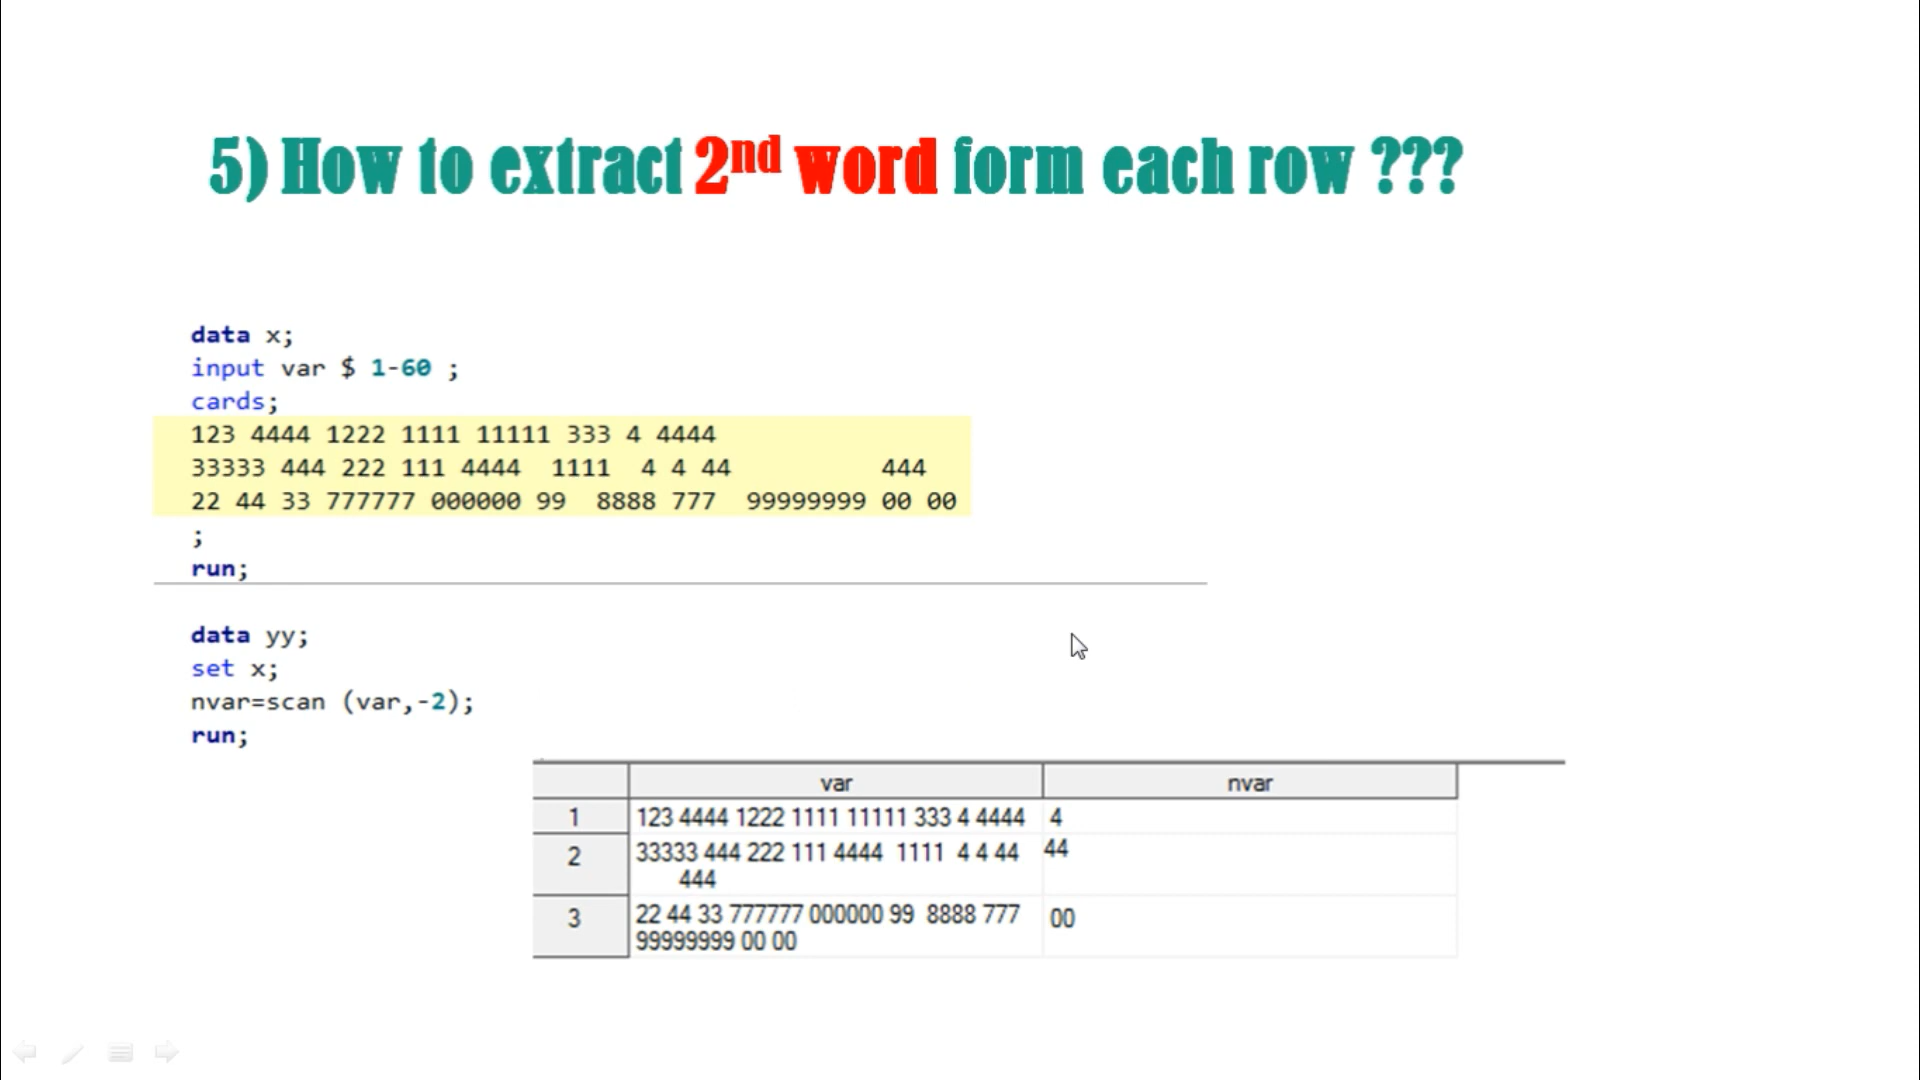 5) How to extract 2nd word form each row ???
data x;
input var $ 1-60 ;
cards;
123 4444 1222 1111 11111 333 4 4444
33333 444 222 111 4444  1111  4 4 44          444
22 44 33 777777 000000 99  8888 777  99999999 00 00
;
run;
data yy;
set x;
nvar=scan (var,-2);
run;
var nvar
1 123 4444 1222 1111 11111 333 4 4444 4
2 33333 444 222 111 4444  1111  4 4 44 44
444
3 22 44 33 777777 000000 99  8888 777 00
99999999 00 00